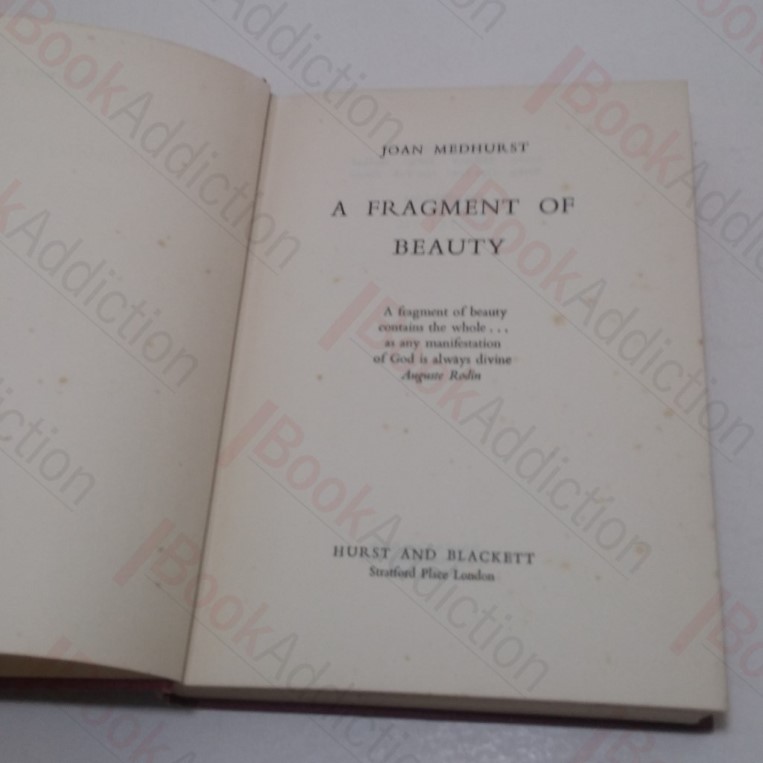 JOAN MEDHURST
A FRAGMENT OF
BEAUTY
A fragment of beauty
contains the whole...
as any manifestation
of God is always divine
Auguste Rodin
HURST AND BLACKETT
Stratford Place London
BookAddiction